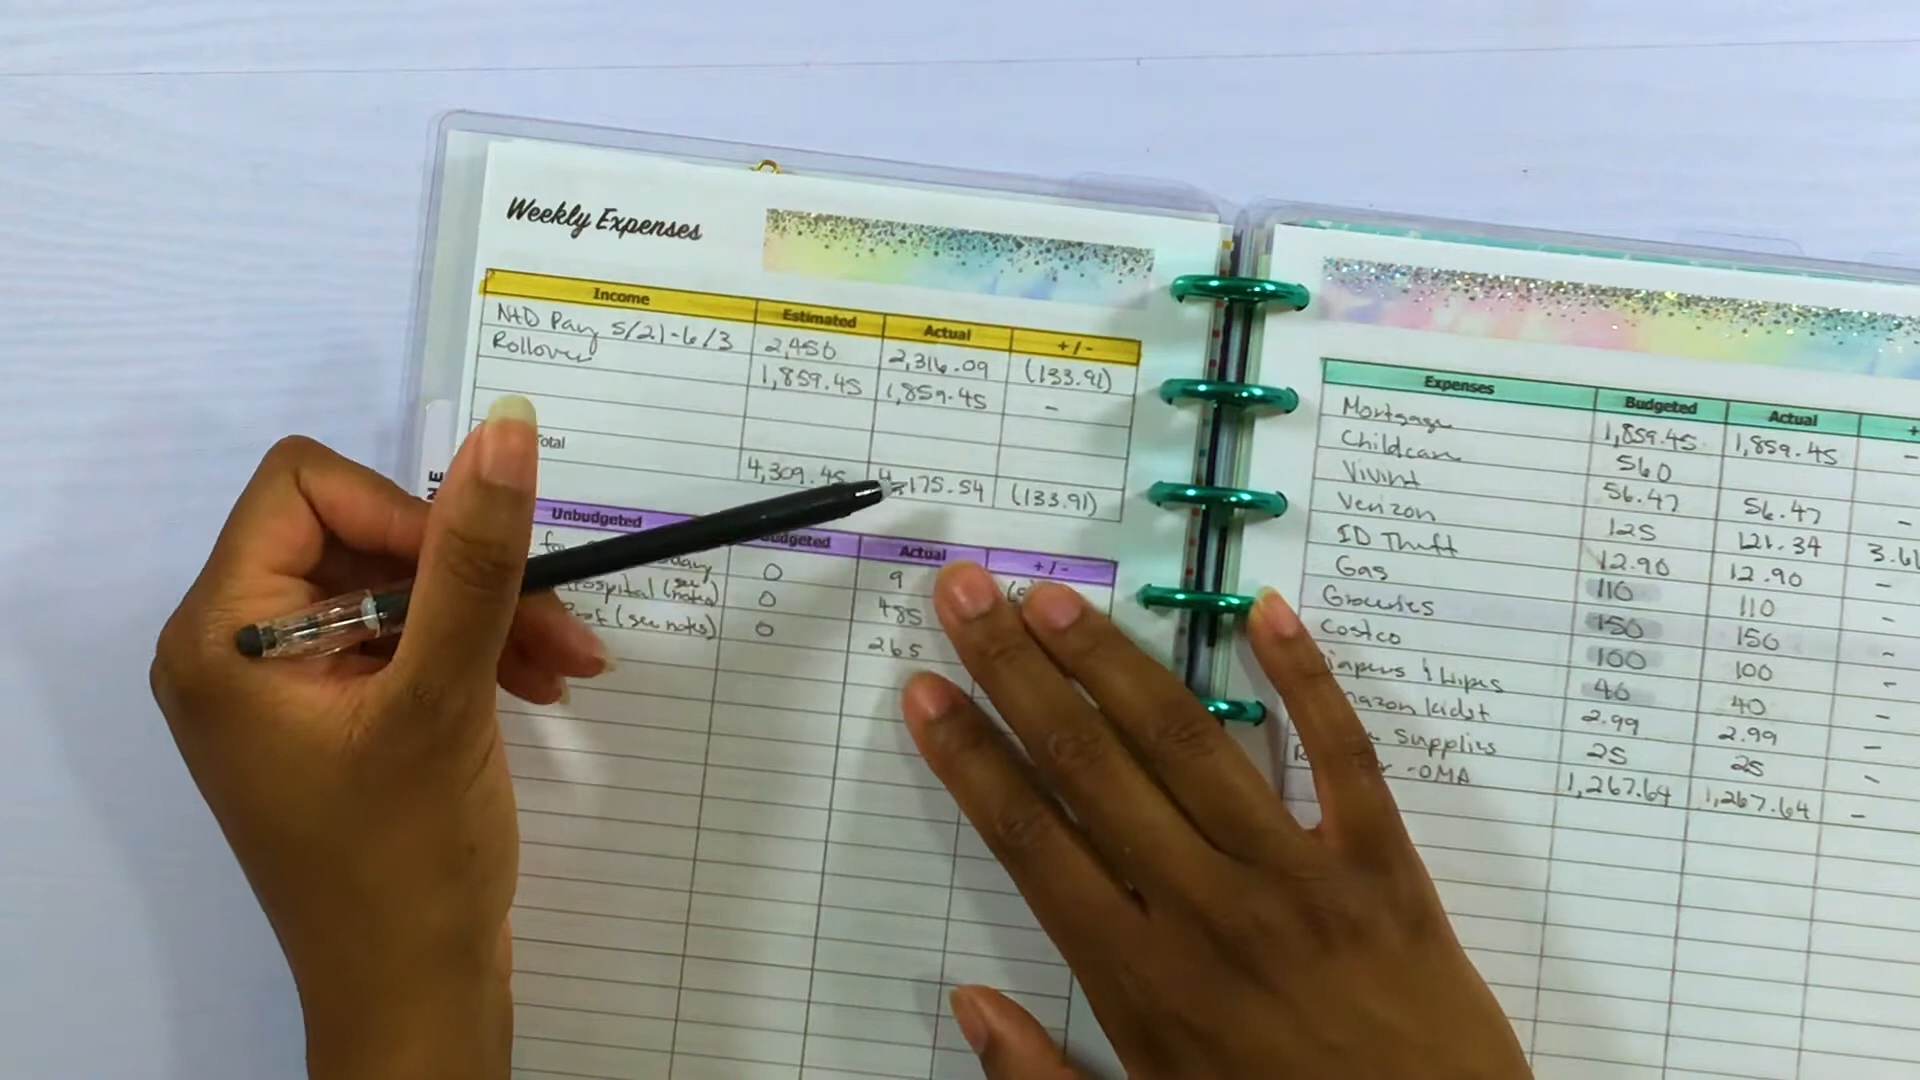 Weekly Expenses
Income Estimated Actual + / -
N+D Pay 5/21-6/3 2,450 2,316.09 (133.91)
Rollover 1,859.45 1,859.45 -
Total 4,309.45 4,175.54 (133.91)
Unbudgeted Budgeted Actual + / -
0 9
Hospital (see notes) 0 485
(see notes) 0 265
NE
Expenses Budgeted Actual +
Mortgage 1,859.45 1,859.45 -
Childcare 560
Vivint 56.47 56.47 -
Verizon 125 121.34 3.6
ID Theft 12.90 12.90 -
Gas 110 110 -
Groceries 150 150 -
Costco 100 100 -
Diapers & Wipes 40 40 -
Amazon Kids+ 2.99 2.99 -
Supplies 25 25 -
-OMA 1,267.64 1,267.64 -